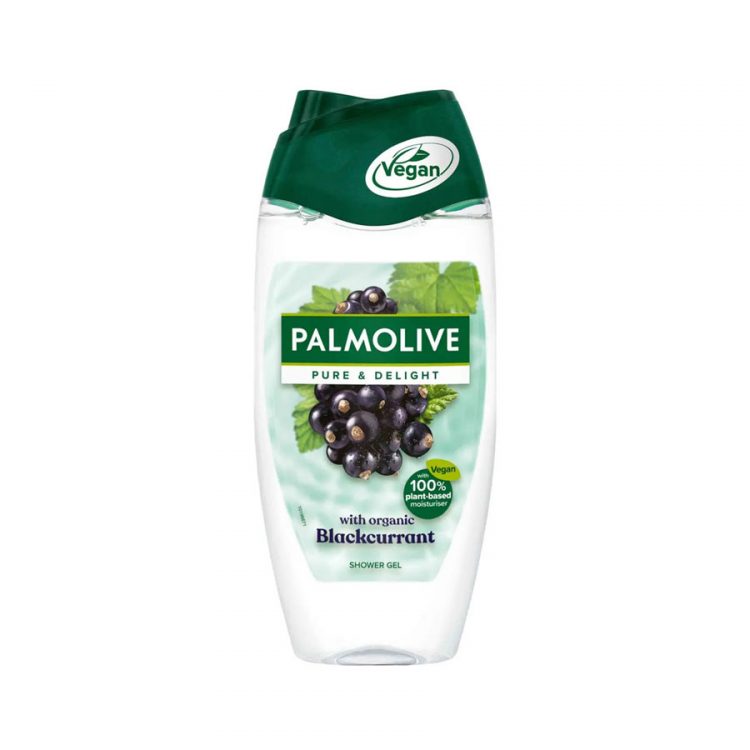 Vegan
PALMOLIVE
PURE & DELIGHT
with
Vegan
100%
plant-based
moisturiser
with organic
Blackcurrant
SHOWER GEL